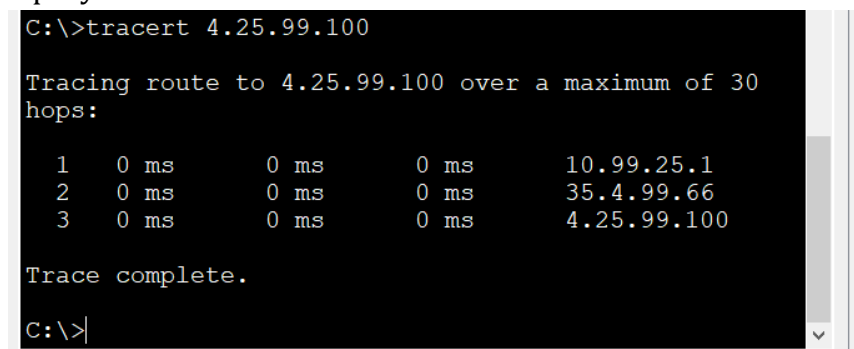 C:\>tracert 4.25.99.100
Tracing route to 4.25.99.100 over a maximum of 30
hops:
1 0 ms 0 ms 0 ms 10.99.25.1
2 0 ms 0 ms 0 ms 35.4.99.66
3 0 ms 0 ms 0 ms 4.25.99.100
Trace complete.
C:\>